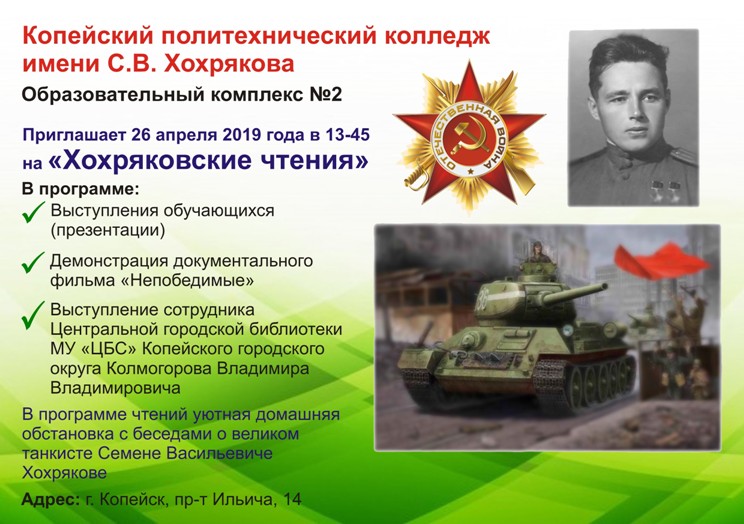 Копейский политехнический колледж
имени С.В. Хохрякова
Образовательный комплекс №2
Приглашает 26 апреля 2019 года в 13-45
на «Хохряковские чтения»
В программе:
Выступления обучающихся
(презентации)
Демонстрация документального
фильма «Непобедимые»
Выступление сотрудника
Центральной городской библиотеки
МУ «ЦБС» Копейского городского
округа Колмогорова Владимира
Владимировича
В программе чтений уютная домашняя
обстановка с беседами о великом
танкисте Семене Васильевиче
Хохрякове
Адрес: г. Копейск, пр-т Ильича, 14
ОТЕЧЕСТВЕННАЯ ВОЙНА